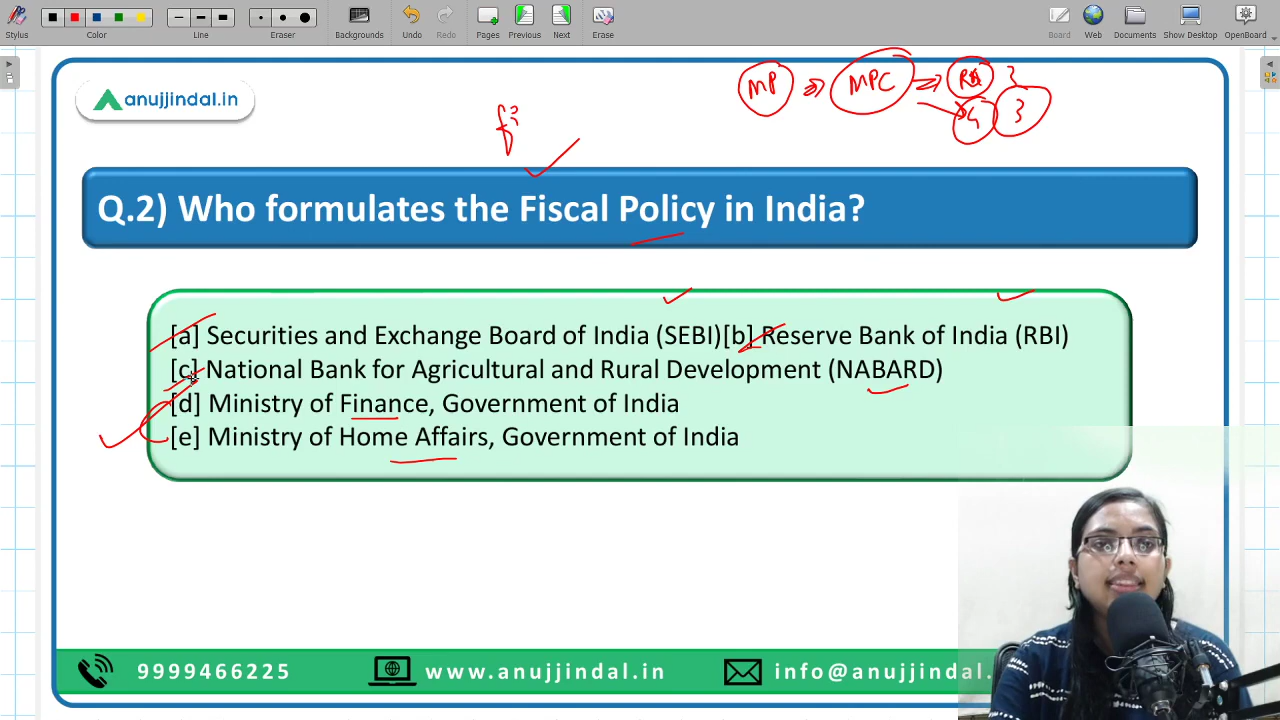 Stylus
Color
Line
Eraser
Backgrounds
Undo
Redo
Pages
Previous
Next
Erase
Board
Web
Documents
Show Desktop
OpenBoard
anujjindal.in
MP
MPC
3
3
Q.2) Who formulates the Fiscal Policy in India?
[a] Securities and Exchange Board of India (SEBI)[b] Reserve Bank of India (RBI)
[c] National Bank for Agricultural and Rural Development (NABARD)
[d] Ministry of Finance, Government of India
[e] Ministry of Home Affairs, Government of India
9999466225
www.anujjindal.in
info@anujjindal.in